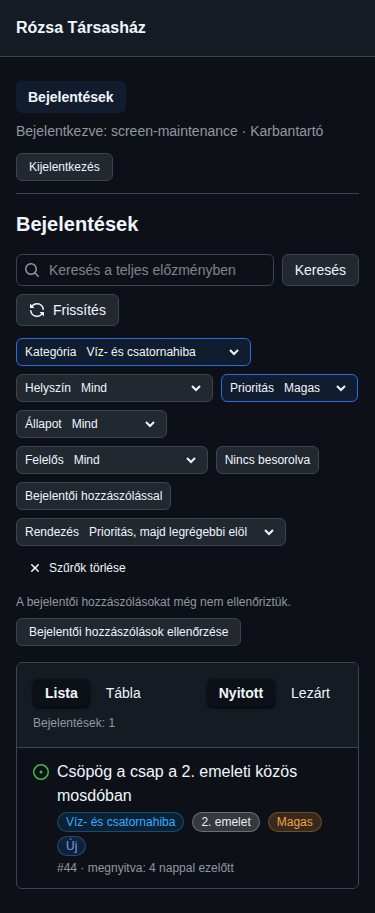 Rózsa Társasház
Bejelentések
Bejelentkezve: screen-maintenance · Karbantartó
Kijelentkezés
Bejelentések
Keresés a teljes előzményben
Keresés
Frissítés
Kategória Víz- és csatornahiba
Helyszín Mind
Prioritás Magas
Állapot Mind
Felelős Mind
Nincs besorolva
Bejelentői hozzászólással
Rendezés Prioritás, majd legrégebbi elöl
Szűrők törlése
A bejelentői hozzászólásokat még nem ellenőriztük.
Bejelentői hozzászólások ellenőrzése
Lista Tábla Nyitott Lezárt
Bejelentések: 1
Csöpög a csap a 2. emeleti közös
mosdóban
Víz- és csatornahiba 2. emelet Magas
Új
#44 · megnyitva: 4 nappal ezelőtt